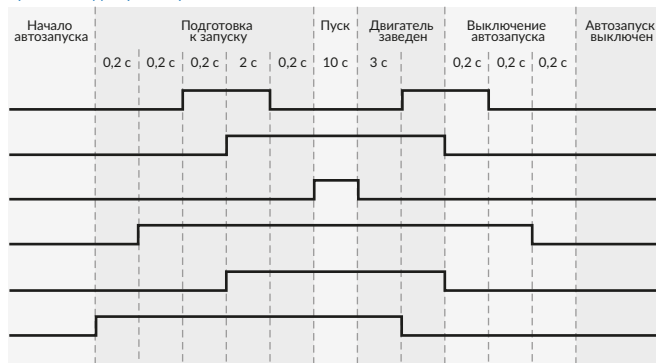 Начало
автозапуска
Подготовка
к запуску
Пуск
Двигатель
заведен
Выключение
автозапуска
Автозапуск
выключен
0,2 с 0,2 с 0,2 с 2 с 0,2 с 10 с 3 с 0,2 с 0,2 с 0,2 с